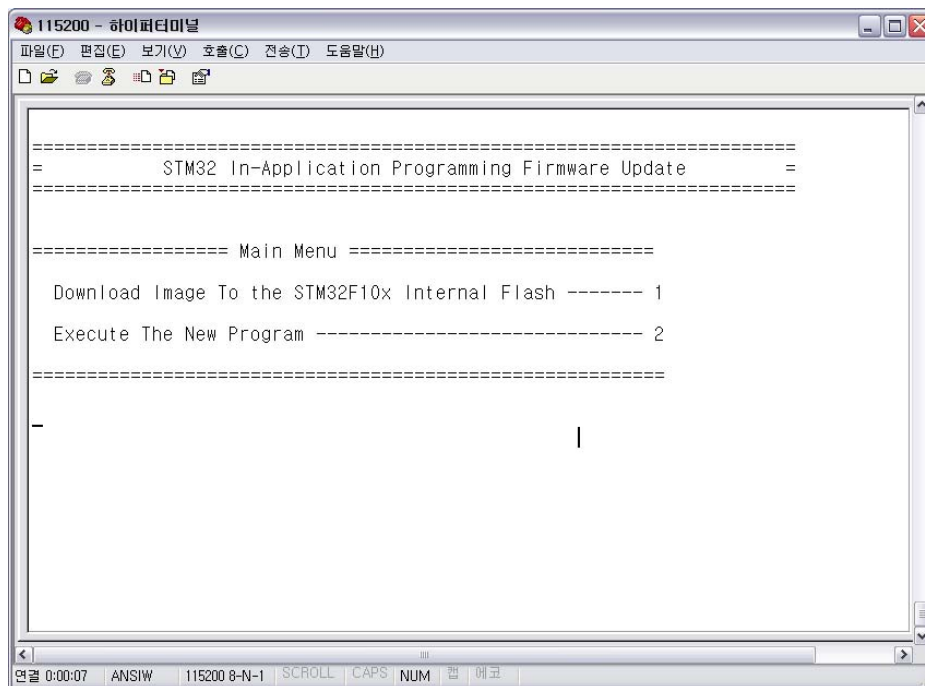 115200 - 하이퍼터미널
파일(F) 편집(E) 보기(V) 호출(C) 전송(T) 도움말(H)
=======================================================================
= STM32 In-Application Programming Firmware Update =
=======================================================================
================== Main Menu ============================
Download Image To the STM32F10x Internal Flash ------- 1
Execute The New Program ------------------------------ 2
==========================================================
_
연결 0:00:07 ANSIW 115200 8-N-1 SCROLL CAPS NUM 캡 에코